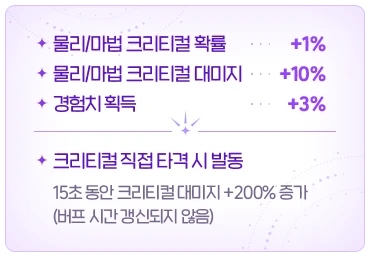 ✦ 물리/마법 크리티컬 확률 ··· +1%
✦ 물리/마법 크리티컬 대미지 ··· +10%
✦ 경험치 획득 ··· +3%
✦ 크리티컬 직접 타격 시 발동
15초 동안 크리티컬 대미지 +200% 증가
(버프 시간 갱신되지 않음)